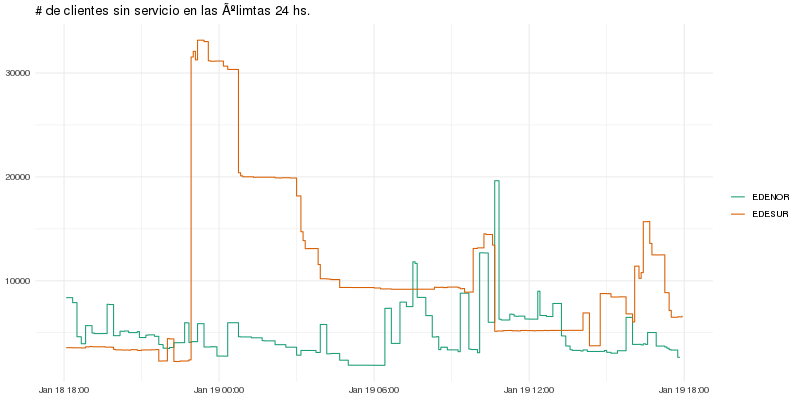 # de clientes sin servicio en las Ãºlimtas 24 hs.
30000
20000
10000
EDENOR
EDESUR
Jan 18 18:00
Jan 19 00:00
Jan 19 06:00
Jan 19 12:00
Jan 19 18:00